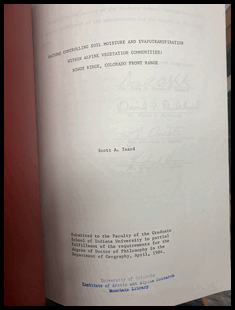 FACTORS CONTROLLING SOIL MOISTURE AND EVAPOTRANSPIRATION
WITHIN ALPINE VEGETATION COMMUNITIES:
NIWOT RIDGE, COLORADO FRONT RANGE
Scott A. Isard
Submitted to the Faculty of the Graduate
School of Indiana University in partial
fulfillment of the requirements for the
degree of Doctor of Philosophy in the
Department of Geography, April, 1984.
University of Colorado
Institute of Arctic and Alpine Research
Mountain Library